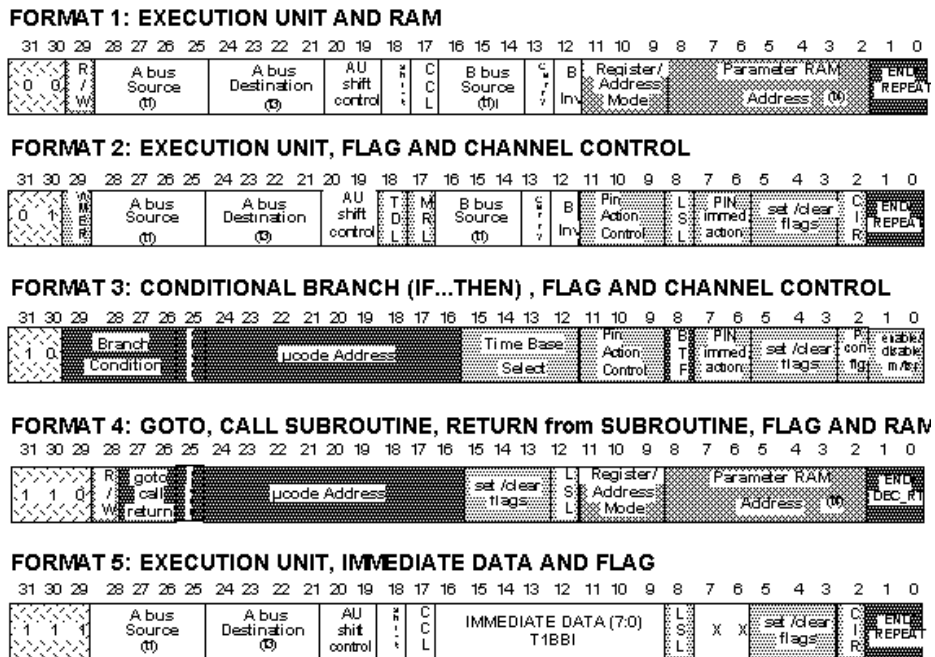 FORMAT 1: EXECUTION UNIT AND RAM
31 30 29 28 27 26 25 24 23 22 21 20 19 18 17 16 15 14 13 12 11 10 9 8 7 6 5 4 3 2 1 0
0 0 R / W A bus Source (11) A bus Destination (13) AU shift control C C L B bus Source B Inv Register/ Address Mode Parameter RAM Address (14) END REPEAT
FORMAT 2: EXECUTION UNIT, FLAG AND CHANNEL CONTROL
31 30 29 28 27 26 25 24 23 22 21 20 19 18 17 16 15 14 13 12 11 10 9 8 7 6 5 4 3 2 1 0
0 1 A bus Source (11) A bus Destination (13) AU shift control T D L M R L B bus Source (11) B Inv Pin Action Control L S L PIN immed action set /clear flags C I R END REPEAT
FORMAT 3: CONDITIONAL BRANCH (IF...THEN) , FLAG AND CHANNEL CONTROL
31 30 29 28 27 26 25 24 23 22 21 20 19 18 17 16 15 14 13 12 11 10 9 8 7 6 5 4 3 2 1 0
1 0 Branch Condition µcode Address Time Base Select Pin Action Control B T F PIN immed action set /clear flags P con- flg enable/ disable
FORMAT 4: GOTO, CALL SUBROUTINE, RETURN from SUBROUTINE, FLAG AND RAM
31 30 29 28 27 26 25 24 23 22 21 20 19 18 17 16 15 14 13 12 11 10 9 8 7 6 5 4 3 2 1 0
1 1 0 R / W goto call return µcode Address set /clear flags L S L Register/ Address Mode Parameter RAM Address END DEC_RT
FORMAT 5: EXECUTION UNIT, IMMEDIATE DATA AND FLAG
31 30 29 28 27 26 25 24 23 22 21 20 19 18 17 16 15 14 13 12 11 10 9 8 7 6 5 4 3 2 1 0
1 1 1 A bus Source (11) A bus Destination (13) AU shift control C C L IMMEDIATE DATA (7:0) T1BBI L S L X X set /clear flags C I R END REPEAT